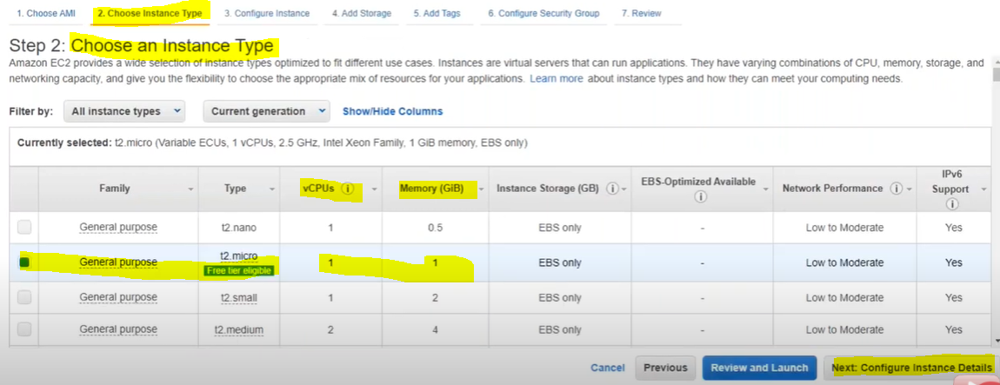 1. Choose AMI 2. Choose Instance Type 3. Configure Instance 4. Add Storage 5. Add Tags 6. Configure Security Group 7. Review
Step 2: Choose an Instance Type
Amazon EC2 provides a wide selection of instance types optimized to fit different use cases. Instances are virtual servers that can run applications. They have varying combinations of CPU, memory, storage, and
networking capacity, and give you the flexibility to choose the appropriate mix of resources for your applications. Learn more about instance types and how they can meet your computing needs.
Filter by: All instance types Current generation Show/Hide Columns
Currently selected: t2.micro (Variable ECUs, 1 vCPUs, 2.5 GHz, Intel Xeon Family, 1 GiB memory, EBS only)
Family Type vCPUs Memory (GiB) Instance Storage (GB) EBS-Optimized Available Network Performance IPv6 Support
General purpose t2.nano 1 0.5 EBS only - Low to Moderate Yes
General purpose t2.micro 1 1 EBS only - Low to Moderate Yes
Free tier eligible
General purpose t2.small 1 2 EBS only - Low to Moderate Yes
General purpose t2.medium 2 4 EBS only - Low to Moderate Yes
Cancel Previous Review and Launch Next: Configure Instance Details